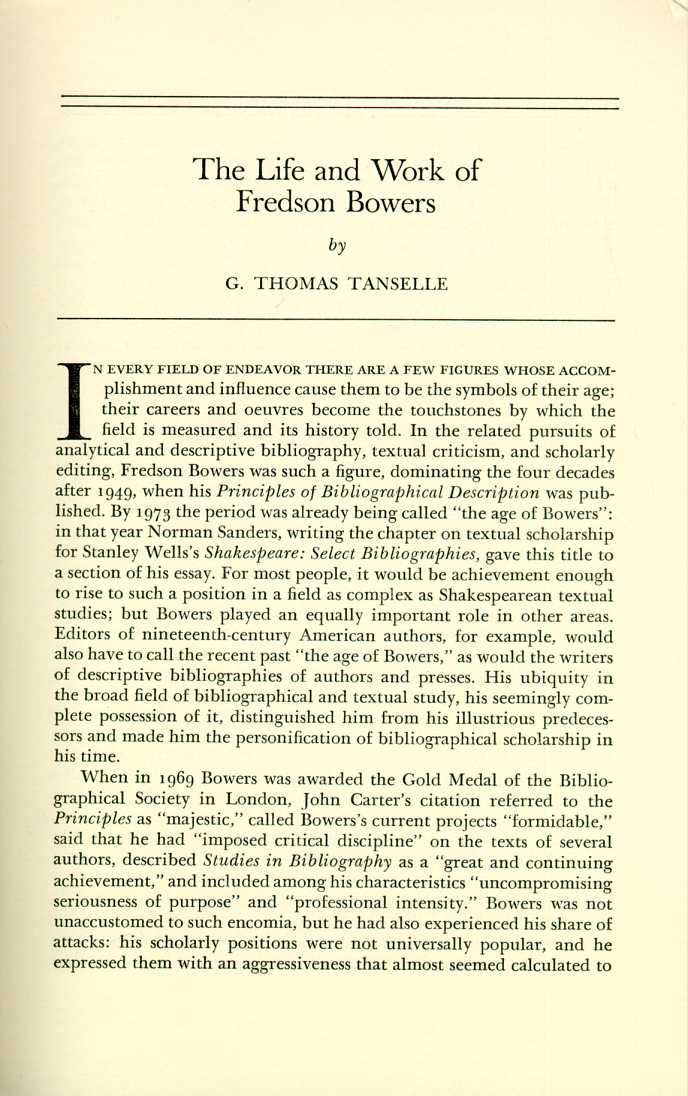 The Life and Work of
Fredson Bowers
by
G. THOMAS TANSELLE
IN EVERY FIELD OF ENDEAVOR THERE ARE A FEW FIGURES WHOSE ACCOM-
plishment and influence cause them to be the symbols of their age;
their careers and oeuvres become the touchstones by which the
field is measured and its history told. In the related pursuits of
analytical and descriptive bibliography, textual criticism, and scholarly
editing, Fredson Bowers was such a figure, dominating the four decades
after 1949, when his Principles of Bibliographical Description was pub-
lished. By 1973 the period was already being called "the age of Bowers":
in that year Norman Sanders, writing the chapter on textual scholarship
for Stanley Wells's Shakespeare: Select Bibliographies, gave this title to
a section of his essay. For most people, it would be achievement enough
to rise to such a position in a field as complex as Shakespearean textual
studies; but Bowers played an equally important role in other areas.
Editors of nineteenth-century American authors, for example, would
also have to call the recent past "the age of Bowers," as would the writers
of descriptive bibliographies of authors and presses. His ubiquity in
the broad field of bibliographical and textual study, his seemingly com-
plete possession of it, distinguished him from his illustrious predeces-
sors and made him the personification of bibliographical scholarship in
his time.
When in 1969 Bowers was awarded the Gold Medal of the Biblio-
graphical Society in London, John Carter's citation referred to the
Principles as "majestic," called Bowers's current projects "formidable,"
said that he had "imposed critical discipline" on the texts of several
authors, described Studies in Bibliography as a "great and continuing
achievement," and included among his characteristics "uncompromising
seriousness of purpose" and "professional intensity." Bowers was not
unaccustomed to such encomia, but he had also experienced his share of
attacks: his scholarly positions were not universally popular, and he
expressed them with an aggressiveness that almost seemed calculated to